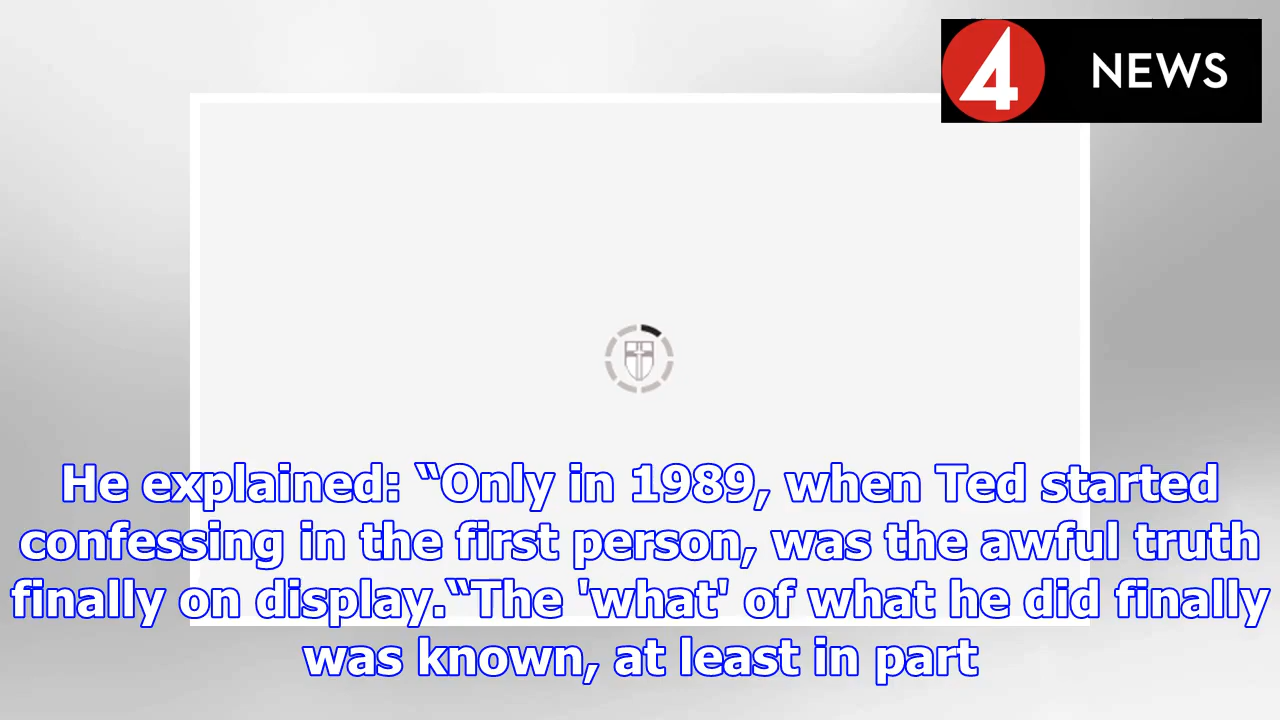 4 NEWS
He explained: “Only in 1989, when Ted started
confessing in the first person, was the awful truth
finally on display.“The 'what' of what he did finally
was known, at least in part